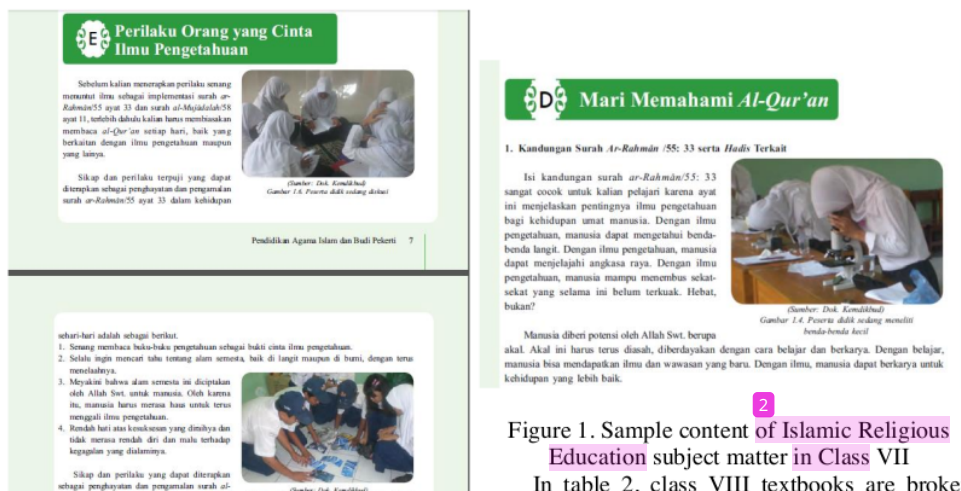 E Perilaku Orang yang Cinta
Ilmu Pengetahuan
Sebelum kalian menerapkan perilaku senang
menuntut ilmu sebagai implementasi surah ar-
Rahmān/55 ayat 33 dan surah al-Mujādalah/58
ayat 11, terlebih dahulu kalian harus membiasakan
membaca al-Qur'an setiap hari, baik yang
berkaitan dengan ilmu pengetahuan maupun
yang lainya.
Sikap dan perilaku terpuji yang dapat
diterapkan sebagai penghayatan dan pengamalan
surah ar-Rahmān/55 ayat 33 dalam kehidupan
(Sumber: Dok. Kemdikbud)
Gambar 1.6. Peserta didik sedang diskusi
Pendidikan Agama Islam dan Budi Pekerti 7
sehari-hari adalah sebagai berikut.
1. Senang membaca buku-buku pengetahuan sebagai bukti cinta ilmu pengetahuan.
2. Selalu ingin mencari tahu tentang alam semesta, baik di langit maupun di bumi, dengan terus
menelaahnya.
3. Meyakini bahwa alam semesta ini diciptakan
oleh Allah Swt. untuk manusia. Oleh karena
itu, manusia harus merasa haus untuk terus
menggali ilmu pengetahuan.
4. Rendah hati atas kesuksesan yang diraihnya dan
tidak merasa rendah diri dan malu terhadap
kegagalan yang dialaminya.
Sikap dan perilaku yang dapat diterapkan
sebagai penghayatan dan pengamalan surah al-
(Sumber: Dok. Kemdikbud)
D Mari Memahami Al-Qur'an
1. Kandungan Surah Ar-Rahmān /55: 33 serta Hadis Terkait
Isi kandungan surah ar-Rahmān/55: 33
sangat cocok untuk kalian pelajari karena ayat
ini menjelaskan pentingnya ilmu pengetahuan
bagi kehidupan umat manusia. Dengan ilmu
pengetahuan, manusia dapat mengetahui benda-
benda langit. Dengan ilmu pengetahuan, manusia
dapat menjelajahi angkasa raya. Dengan ilmu
pengetahuan, manusia mampu menembus sekat-
sekat yang selama ini belum terkuak. Hebat,
bukan?
(Sumber: Dok. Kemdikbud)
Gambar 1.4. Peserta didik sedang meneliti
benda-benda kecil
Manusia diberi potensi oleh Allah Swt. berupa
akal. Akal ini harus terus diasah, diberdayakan dengan cara belajar dan berkarya. Dengan belajar,
manusia bisa mendapatkan ilmu dan wawasan yang baru. Dengan ilmu, manusia dapat berkarya untuk
kehidupan yang lebih baik.
2
Figure 1. Sample content of Islamic Religious
Education subject matter in Class VII
In table 2, class VIII textbooks are broke